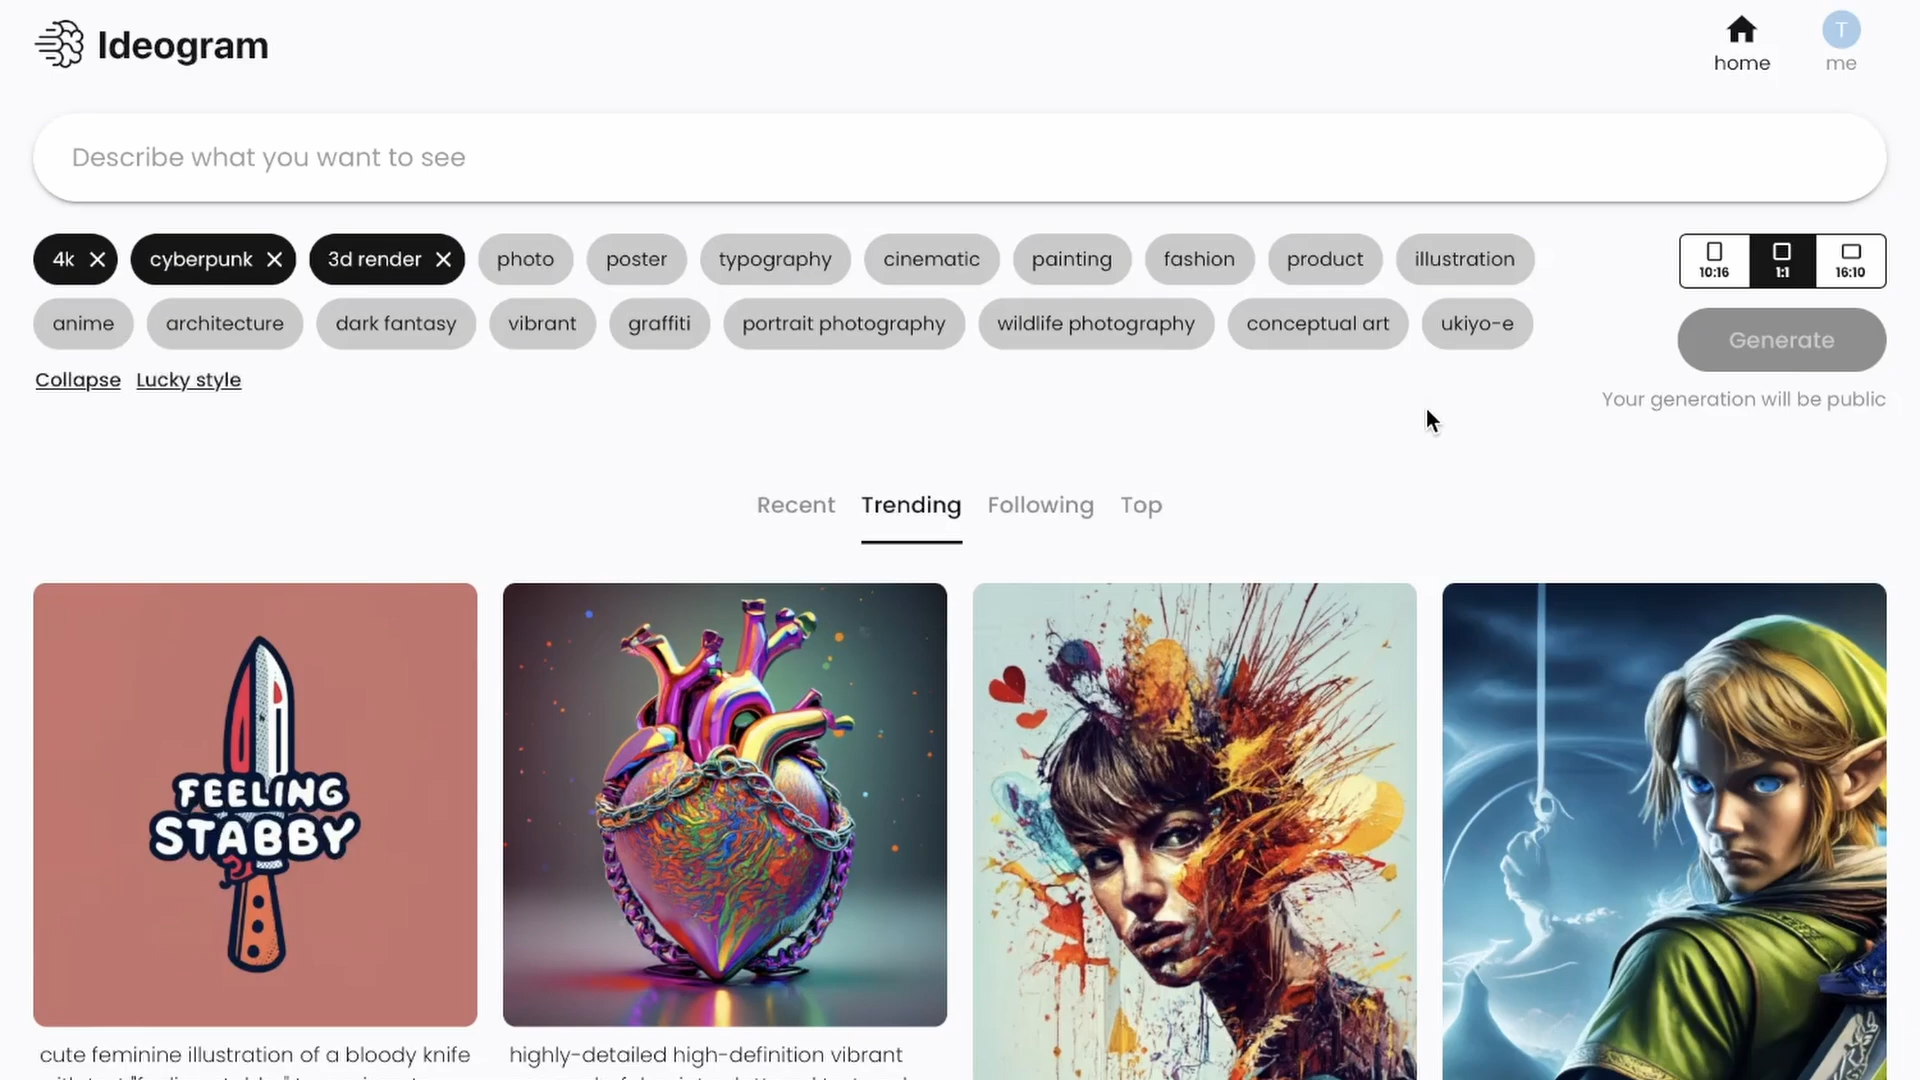 Ideogram
home
T
me
Describe what you want to see
4k cyberpunk 3d render photo poster typography cinematic painting fashion product illustration
10:16 1:1 16:10
anime architecture dark fantasy vibrant graffiti portrait photography wildlife photography conceptual art ukiyo-e
Generate
Collapse Lucky style
Your generation will be public
Recent Trending Following Top
FEELING
STABBY
cute feminine illustration of a bloody knife
highly-detailed high-definition vibrant